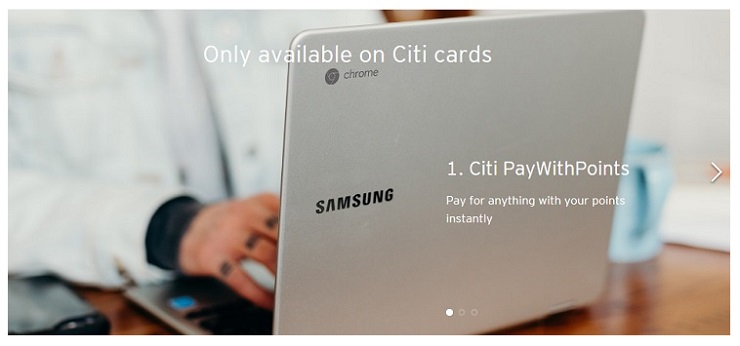 Only available on Citi cards
chrome
1. Citi PayWithPoints
SAMSUNG
Pay for anything with your points
instantly